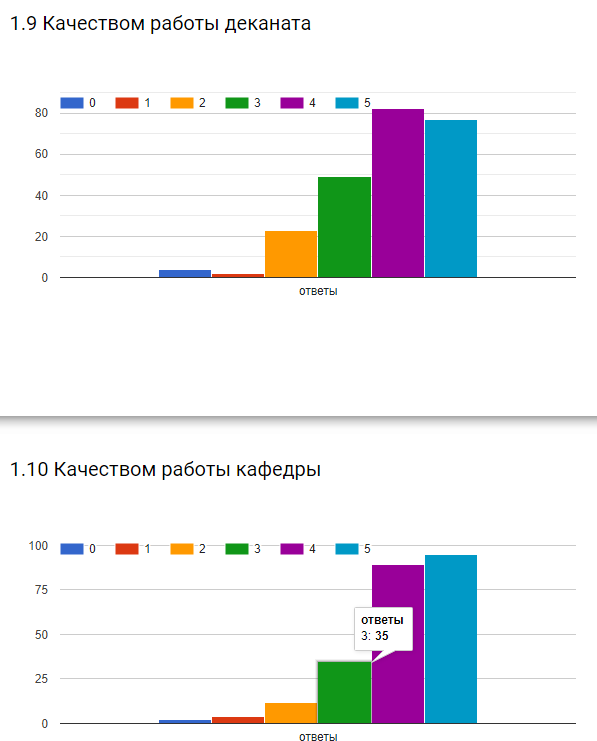 1.9 Качеством работы деканата
0 1 2 3 4 5
80
60
40
20
0
ответы
1.10 Качеством работы кафедры
100
0 1 2 3 4 5
75
ответы
3: 35
50
25
0
ответы